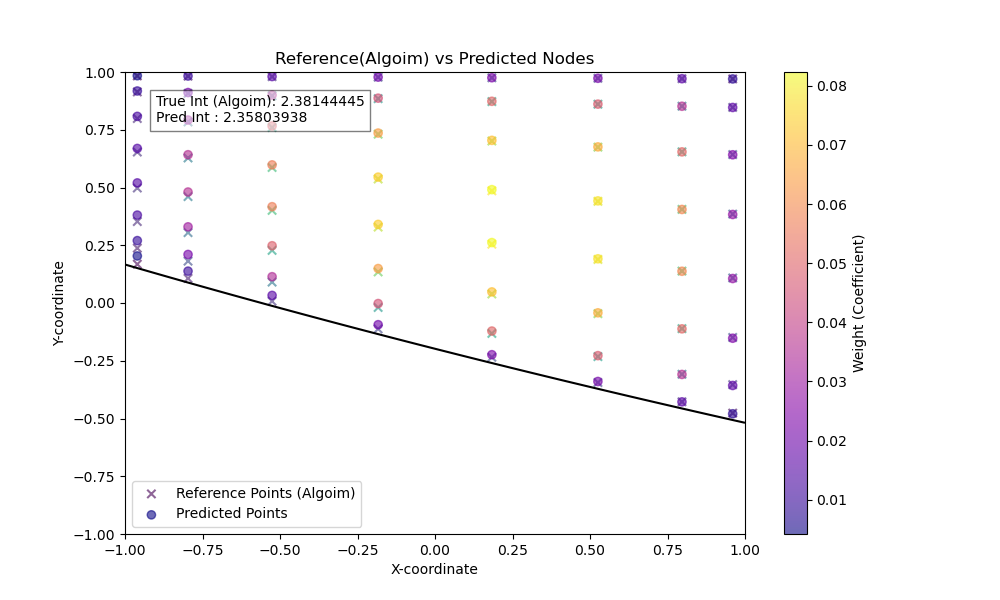 Reference(Algoim) vs Predicted Nodes
True Int (Algoim): 2.38144445
Pred Int : 2.35803938
1.00
0.75
0.50
0.25
0.00
−0.25
−0.50
−0.75
−1.00
Y-coordinate
Reference Points (Algoim)
Predicted Points
−1.00 −0.75 −0.50 −0.25 0.00 0.25 0.50 0.75 1.00
X-coordinate
0.08
0.07
0.06
0.05
0.04
0.03
0.02
0.01
Weight (Coefficient)